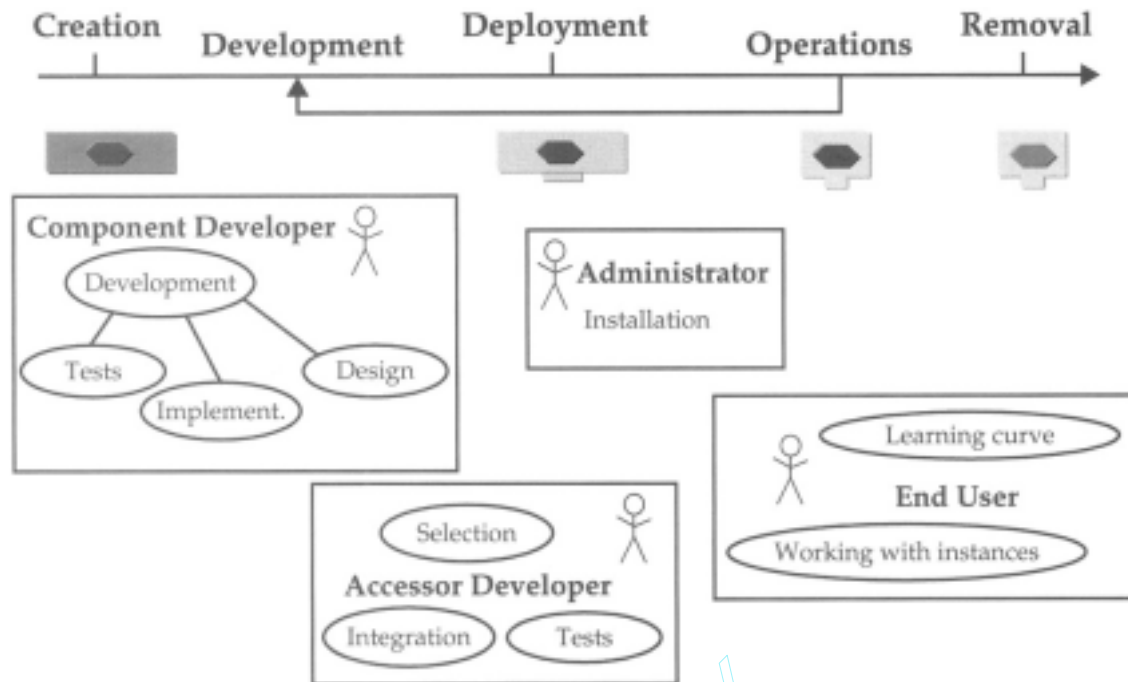 Creation
Development
Deployment
Operations
Removal
Component Developer
Development
Tests
Implement.
Design
Administrator
Installation
Learning curve
End User
Working with instances
Selection
Accessor Developer
Integration
Tests